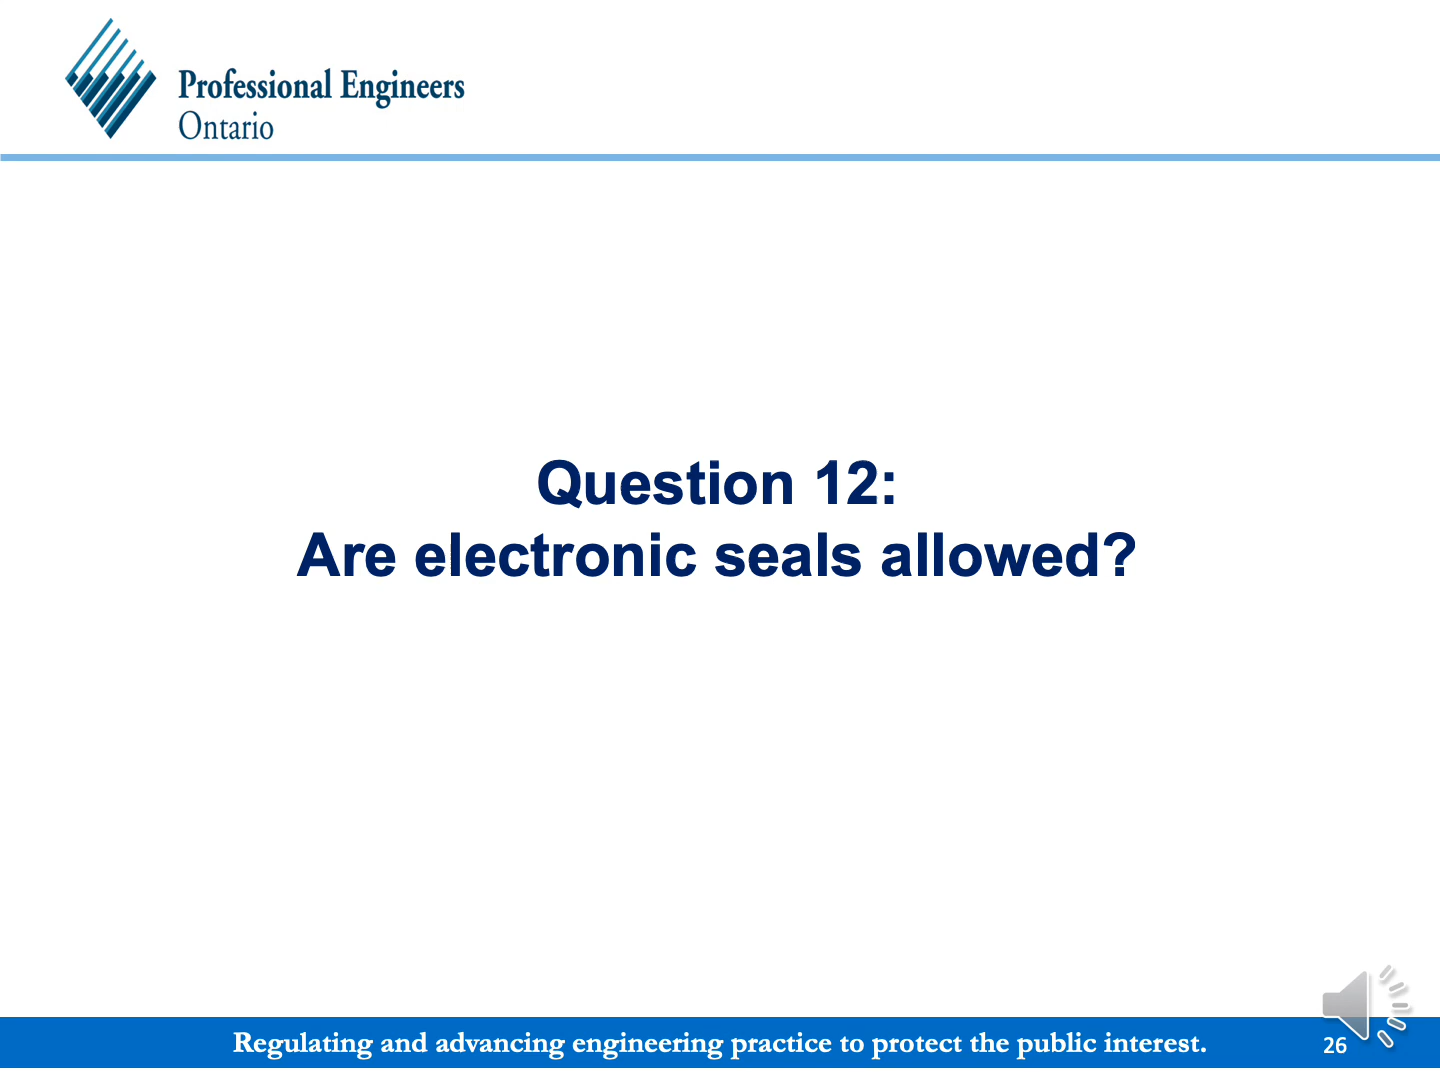 Professional Engineers
Ontario
Question 12:
Are electronic seals allowed?
Regulating and advancing engineering practice to protect the public interest.
26